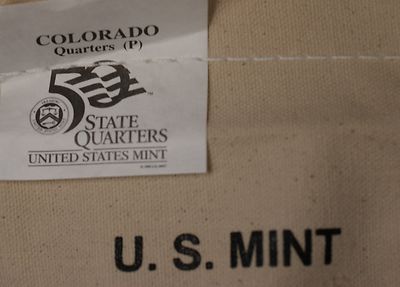 COLORADO
Quarters (P)
50
STATE
QUARTERS
UNITED STATES MINT
U. S. MINT